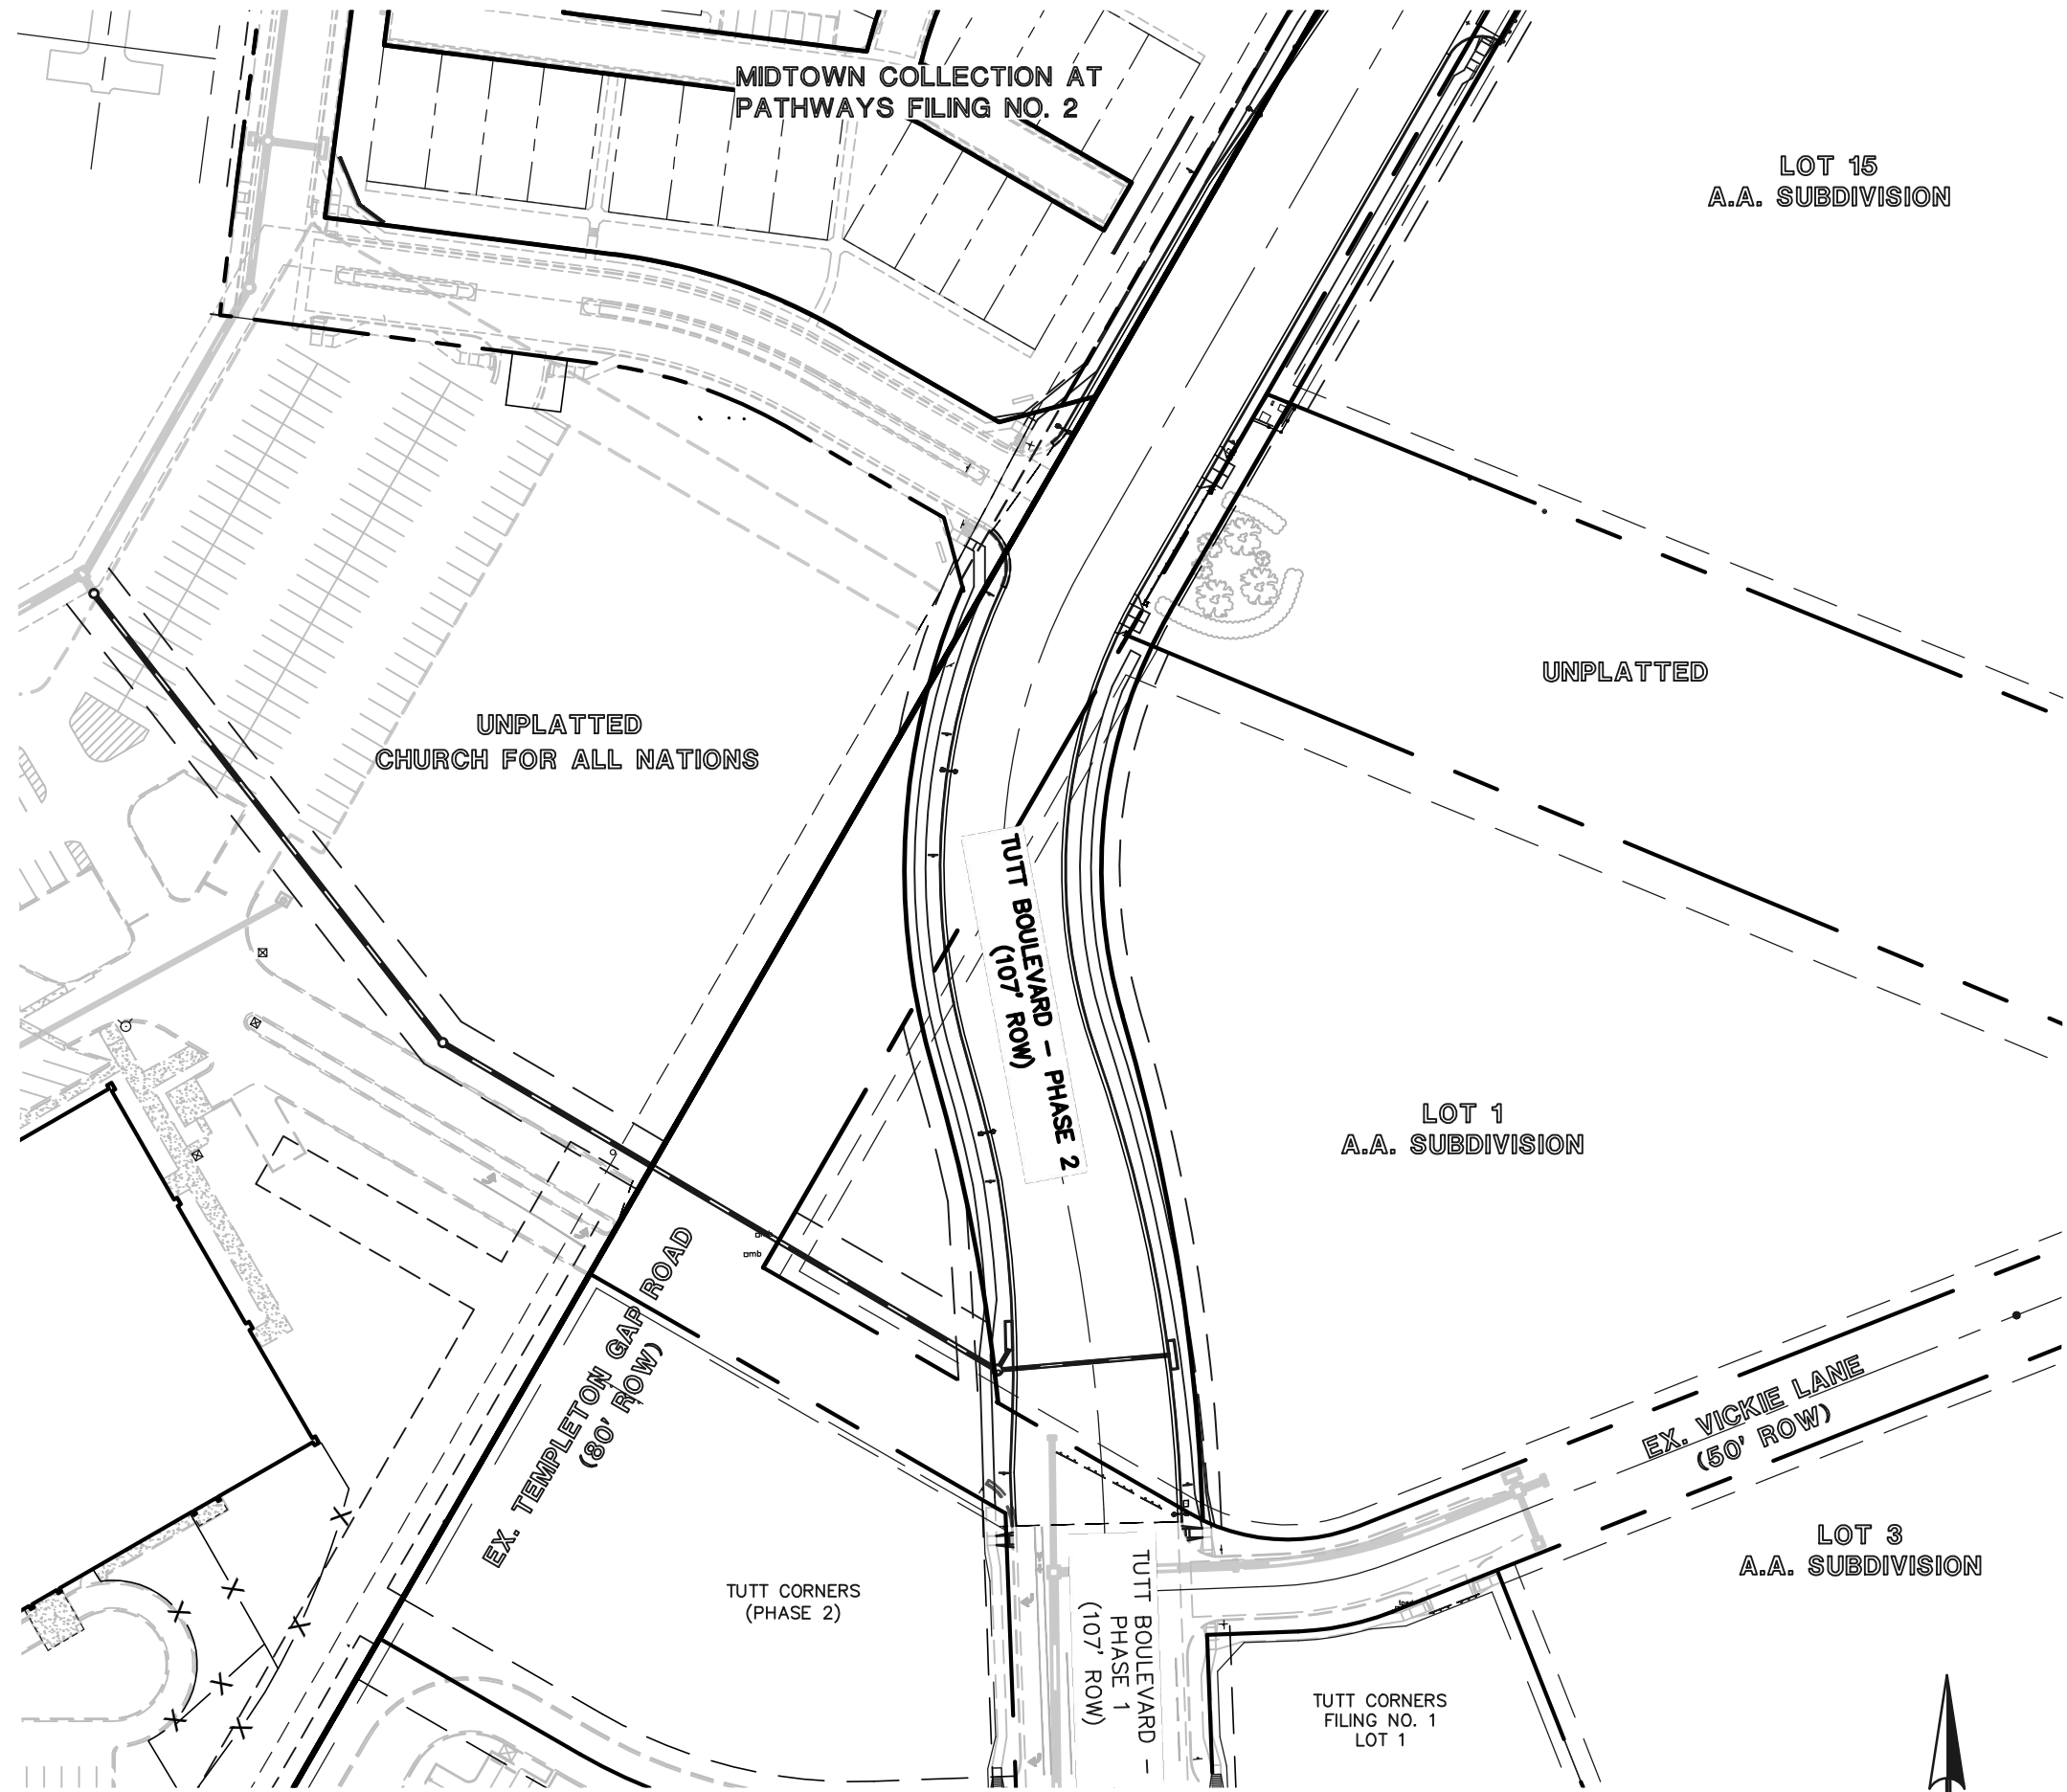 MIDTOWN COLLECTION AT
PATHWAYS FILING NO. 2
LOT 15
A.A. SUBDIVISION
UNPLATTED
UNPLATTED
CHURCH FOR ALL NATIONS
TUTT BOULEVARD – PHASE 2
(107' ROW)
LOT 1
A.A. SUBDIVISION
EX. TEMPLETON GAP ROAD
(80' ROW)
EX. VICKIE LANE
(50' ROW)
LOT 3
A.A. SUBDIVISION
TUTT CORNERS
(PHASE 2)
TUTT BOULEVARD –
PHASE 1
(107' ROW)
TUTT CORNERS
FILING NO. 1
LOT 1